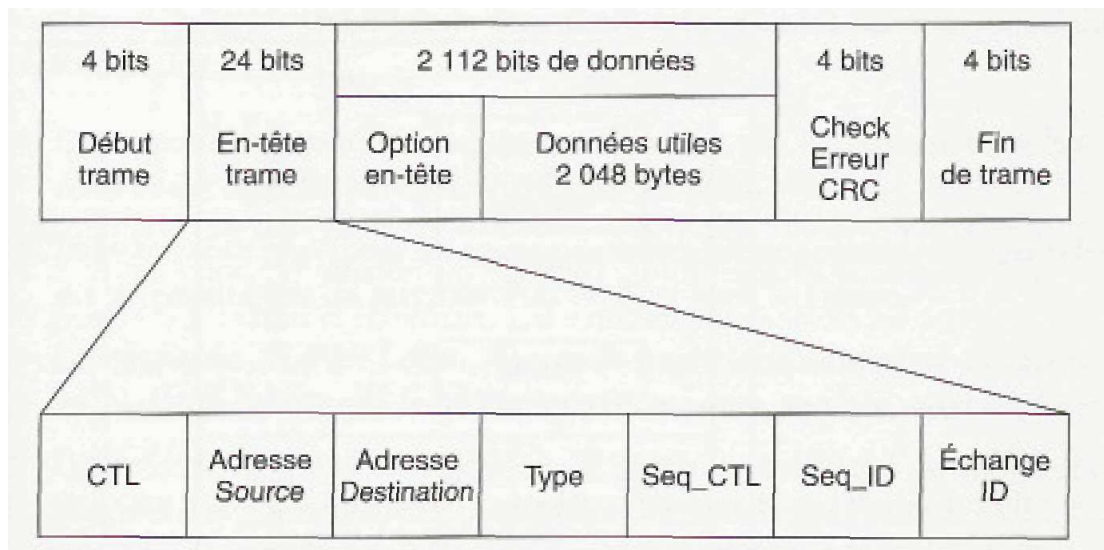 4 bits
24 bits
2 112 bits de données
4 bits
4 bits
Début
trame
En-tête
trame
Option
en-tête
Données utiles
2 048 bytes
Check
Erreur
CRC
Fin
de trame
CTL
Adresse
Source
Adresse
Destination
Type
Seq_CTL
Seq_ID
Échange
ID